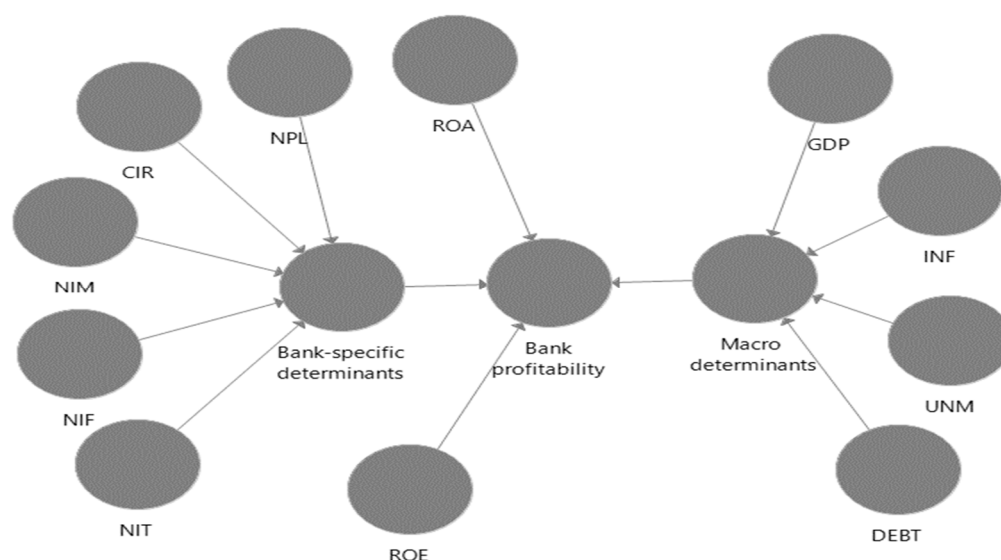 NPL
ROA
GDP
CIR
INF
NIM
Bank-specific
determinants
Bank
profitability
Macro
determinants
UNM
NIF
NIT
ROE
DEBT